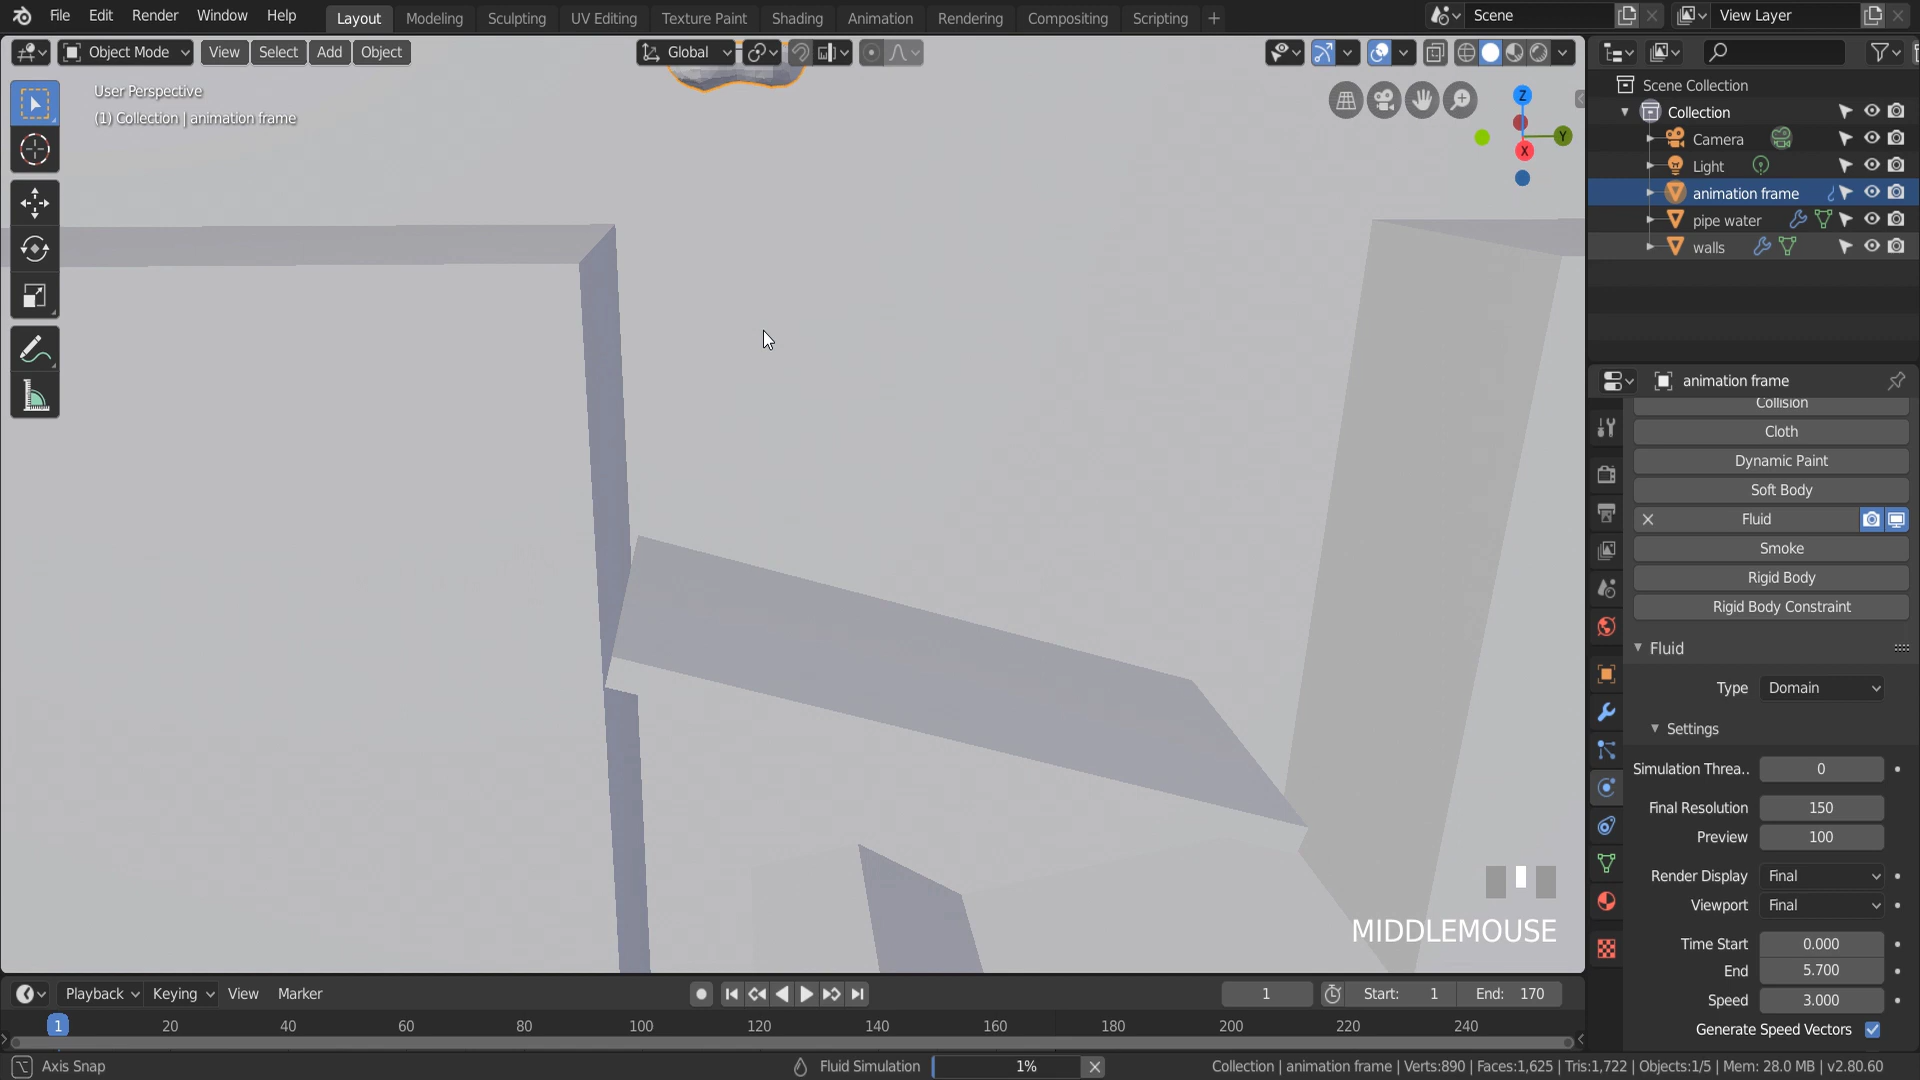 File Edit Render Window Help
Layout Modeling Sculpting UV Editing Texture Paint Shading Animation Rendering Compositing Scripting +
Scene
View Layer
Object Mode View Select Add Object
Global
User Perspective
(1) Collection | animation frame
Z
Y
X
Scene Collection
Collection
Camera
Light
animation frame
pipe water
walls
animation frame
Collision
Cloth
Dynamic Paint
Soft Body
Fluid
Smoke
Rigid Body
Rigid Body Constraint
Fluid
Type Domain
Settings
Simulation Threa.. 0
Final Resolution 150
Preview 100
Render Display Final
Viewport Final
Time Start 0.000
End 5.700
Speed 3.000
Generate Speed Vectors
MIDDLEMOUSE
Playback Keying View Marker
1
Start: 1 End: 170
1 20 40 60 80 100 120 140 160 180 200 220 240
Axis Snap
Fluid Simulation 1%
Collection | animation frame | Verts:890 | Faces:1,625 | Tris:1,722 | Objects:1/5 | Mem: 28.0 MB | v2.80.60